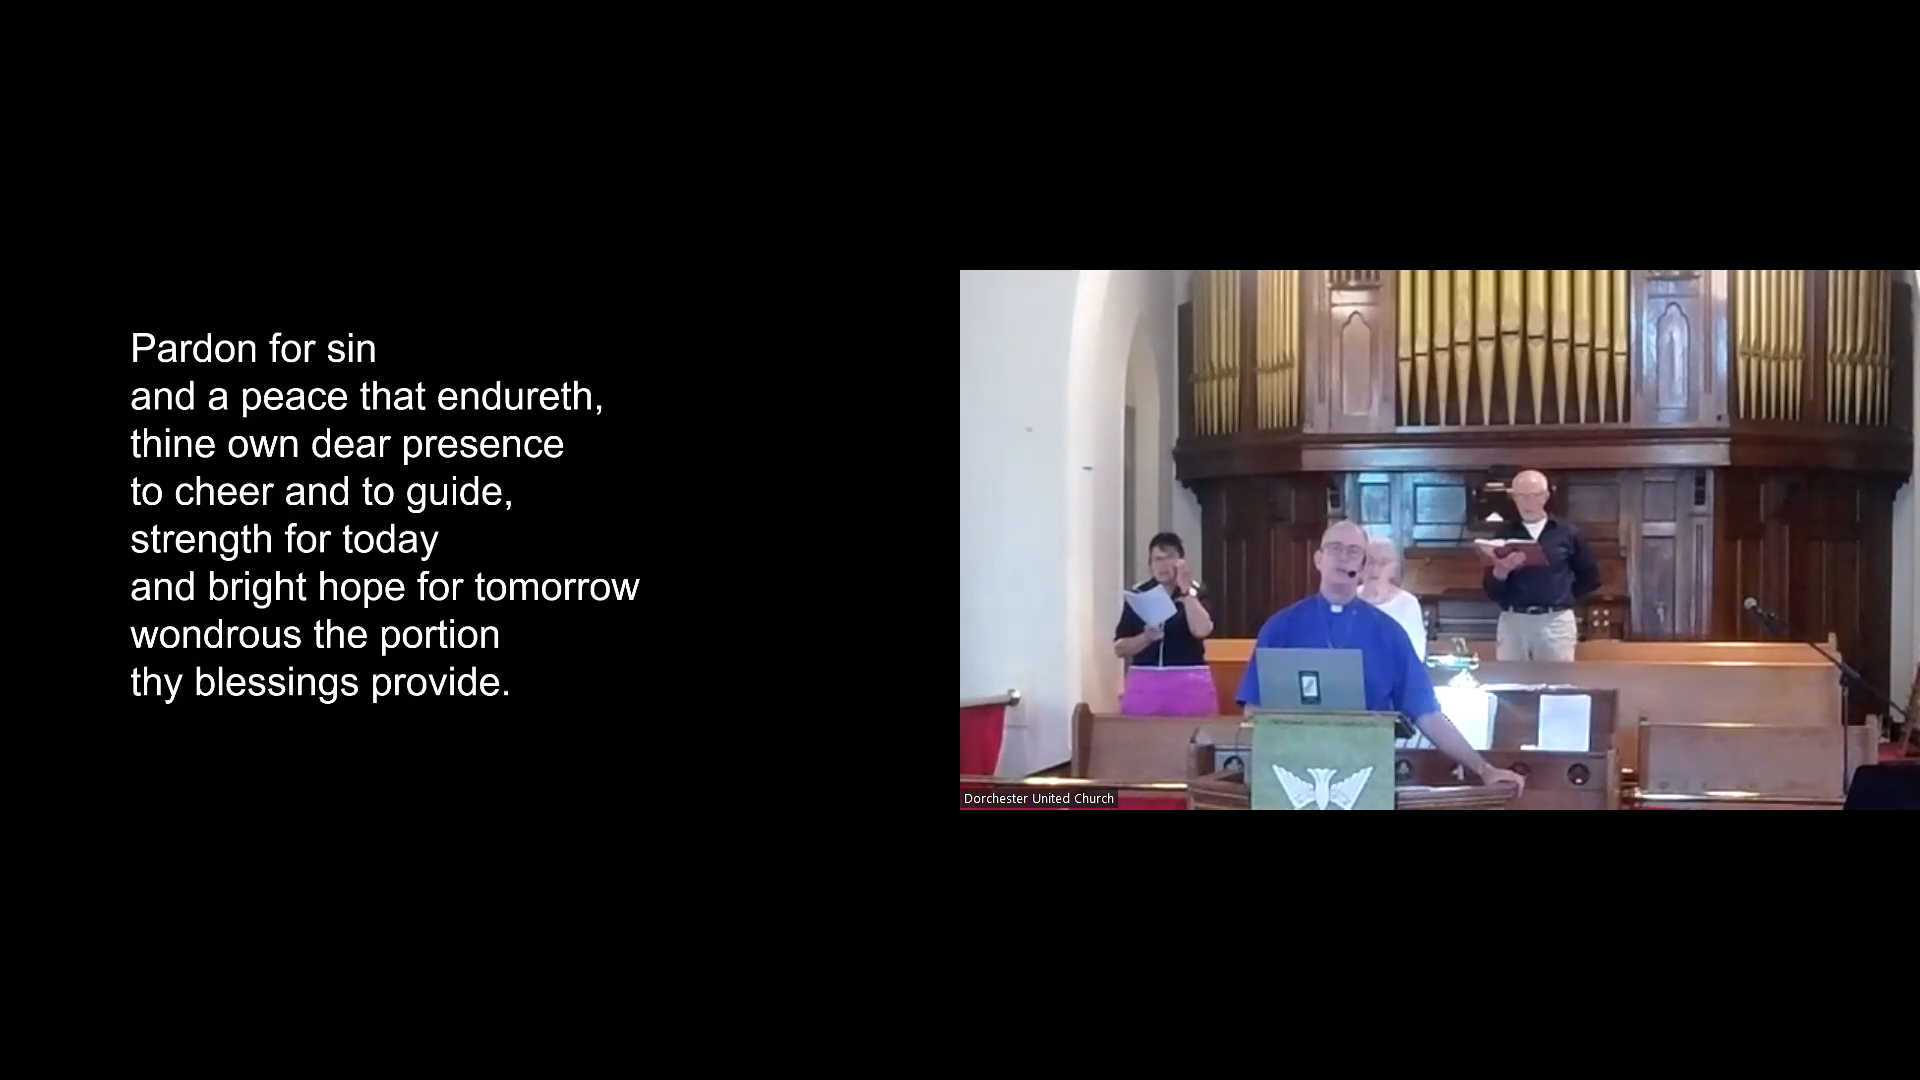 Pardon for sin
and a peace that endureth,
thine own dear presence
to cheer and to guide,
strength for today
and bright hope for tomorrow
wondrous the portion
thy blessings provide.
Dorchester United Church